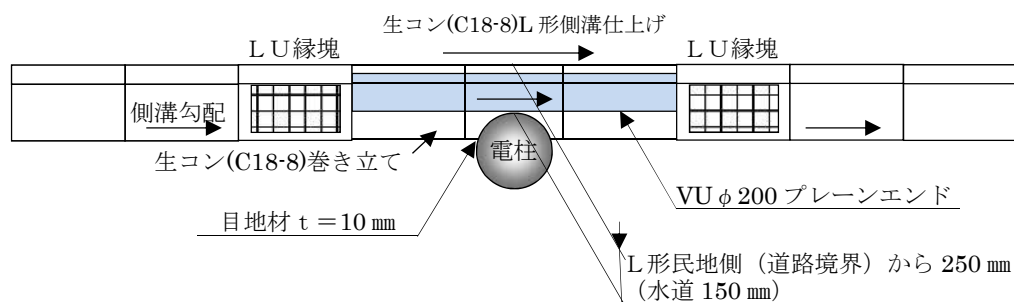 生コン(C18-8)L 形側溝仕上げ
LU縁塊
LU縁塊
側溝勾配
生コン(C18-8)巻き立て
電柱
VUφ200 プレーンエンド
目地材 t=10 ㎜
L 形民地側(道路境界)から 250 ㎜
(水道 150 ㎜)